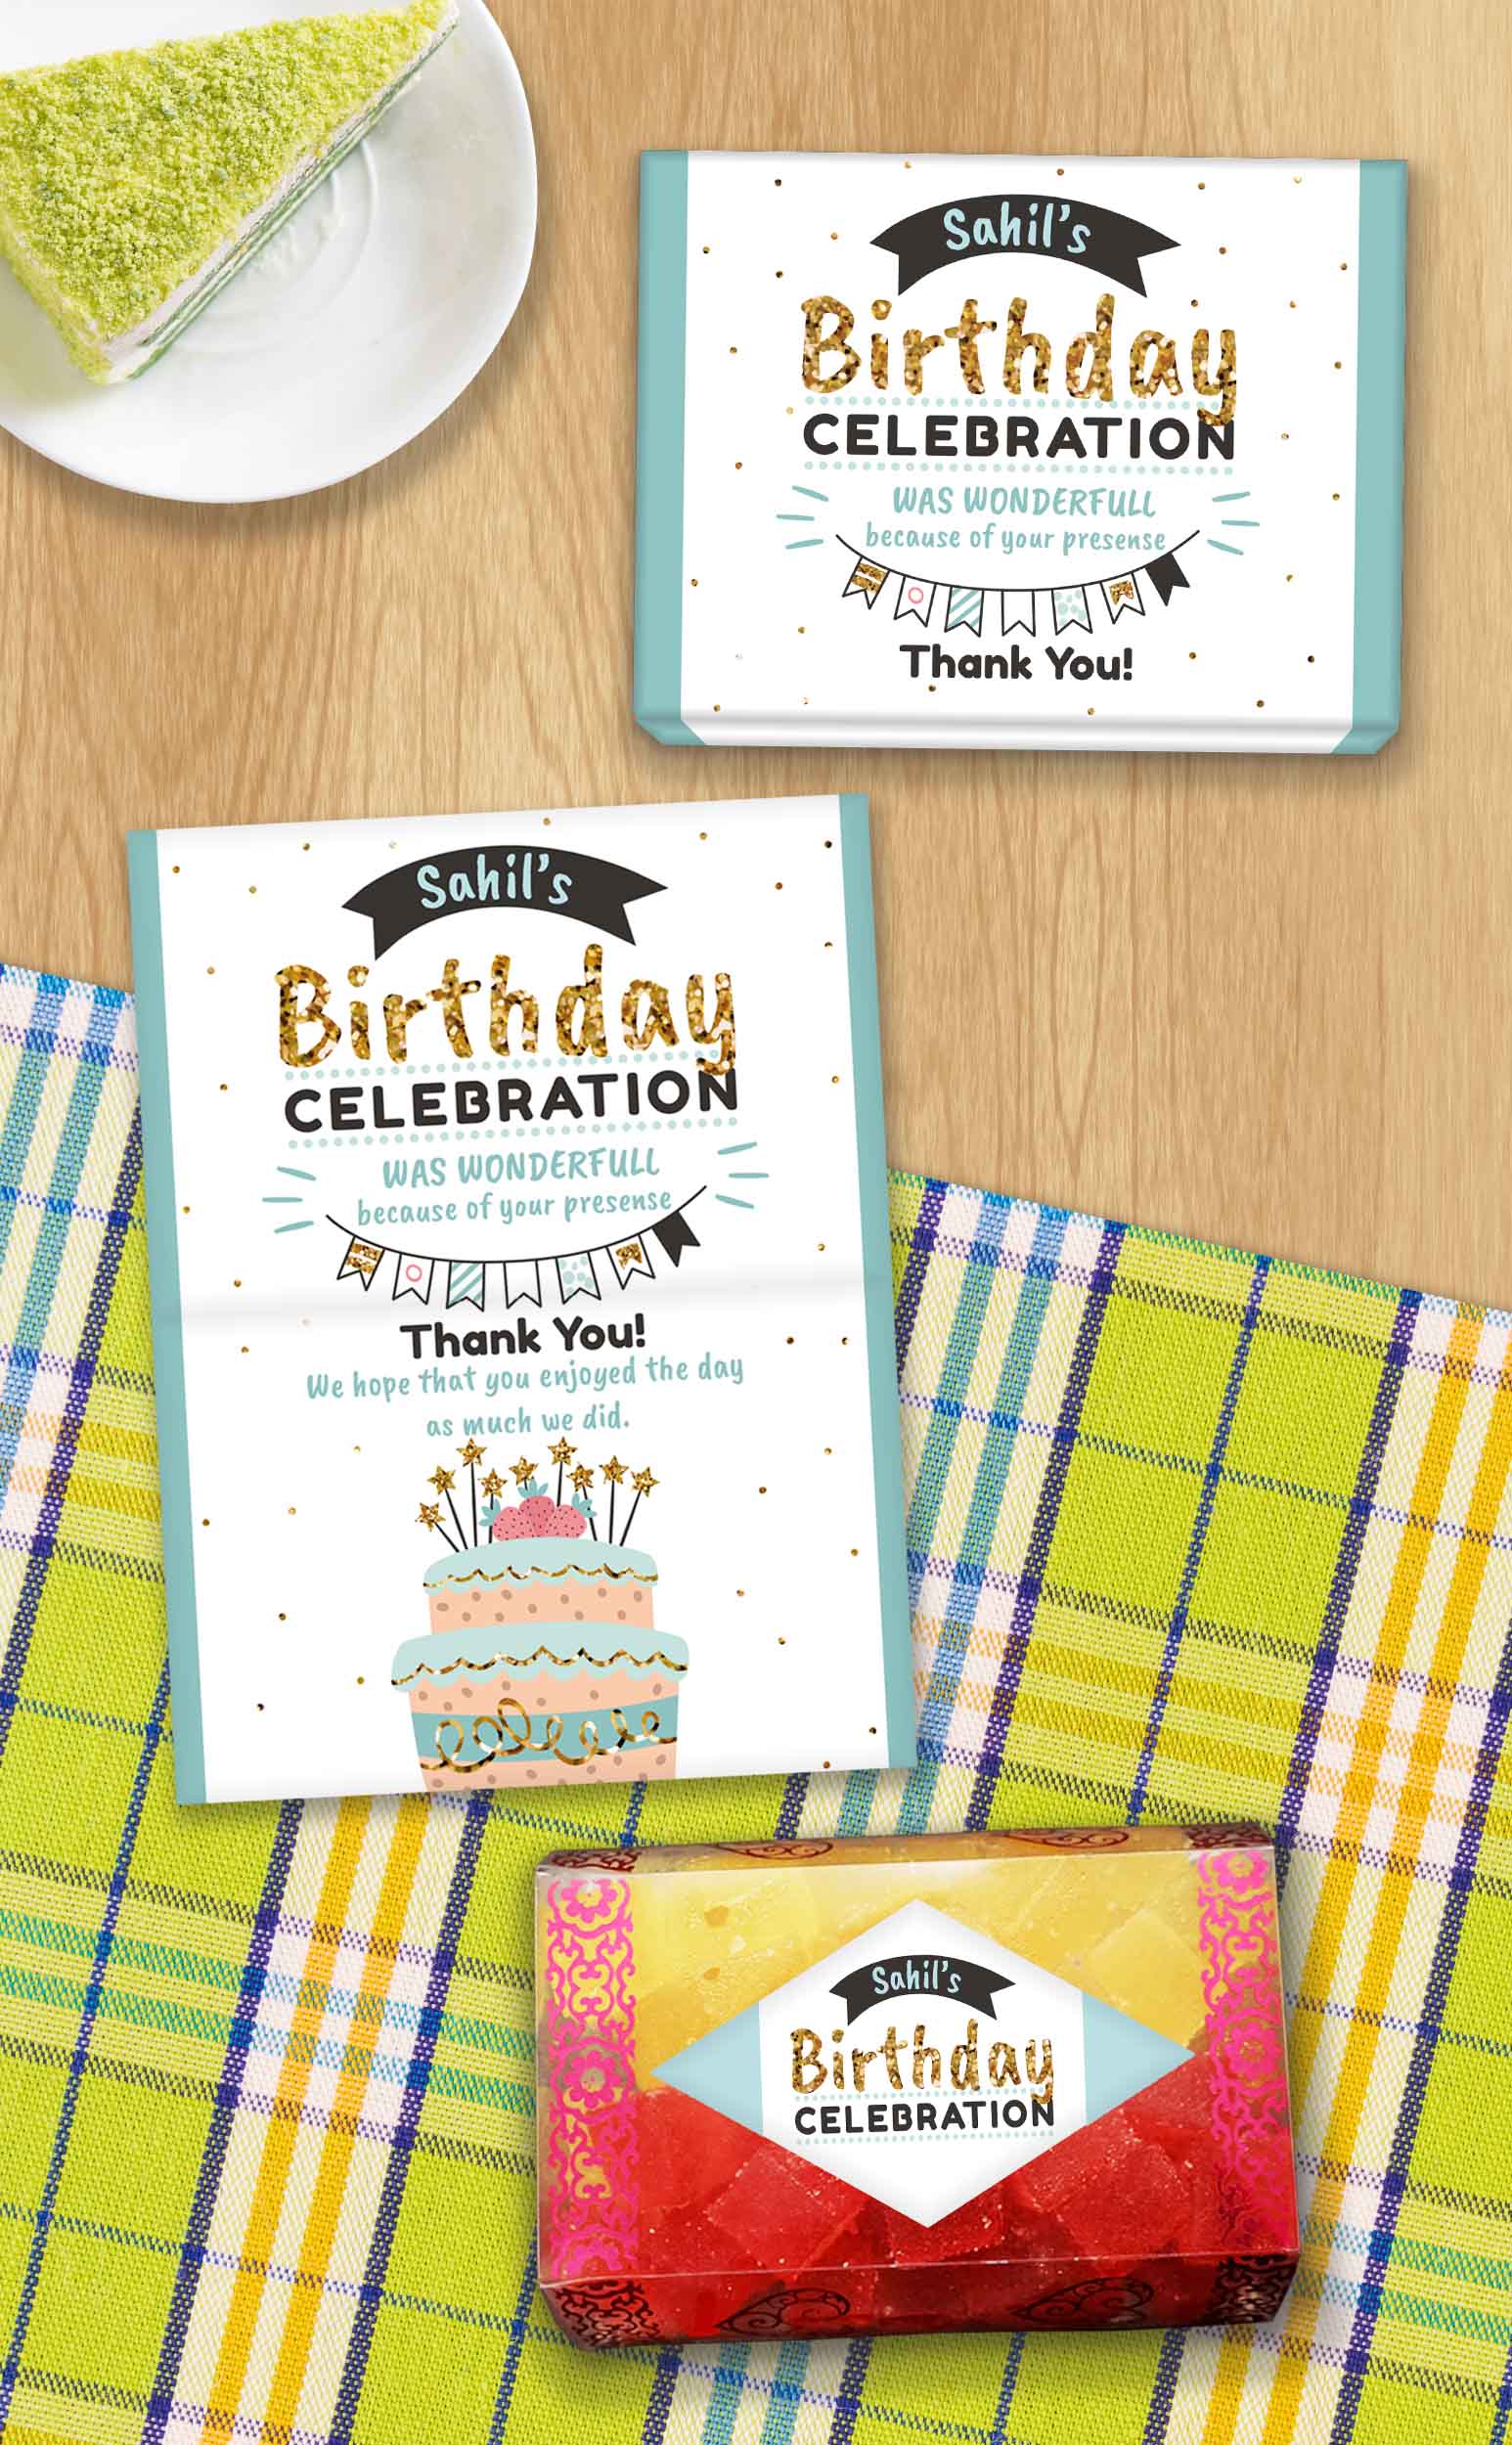 Sahil's
Birthday
CELEBRATION
WAS WONDERFULL
because of your presense
Thank You!
Sahil's
Birthday
CELEBRATION
WAS WONDERFULL
because of your presense
Thank You!
We hope that you enjoyed the day
as much we did.
Sahil's
Birthday
CELEBRATION